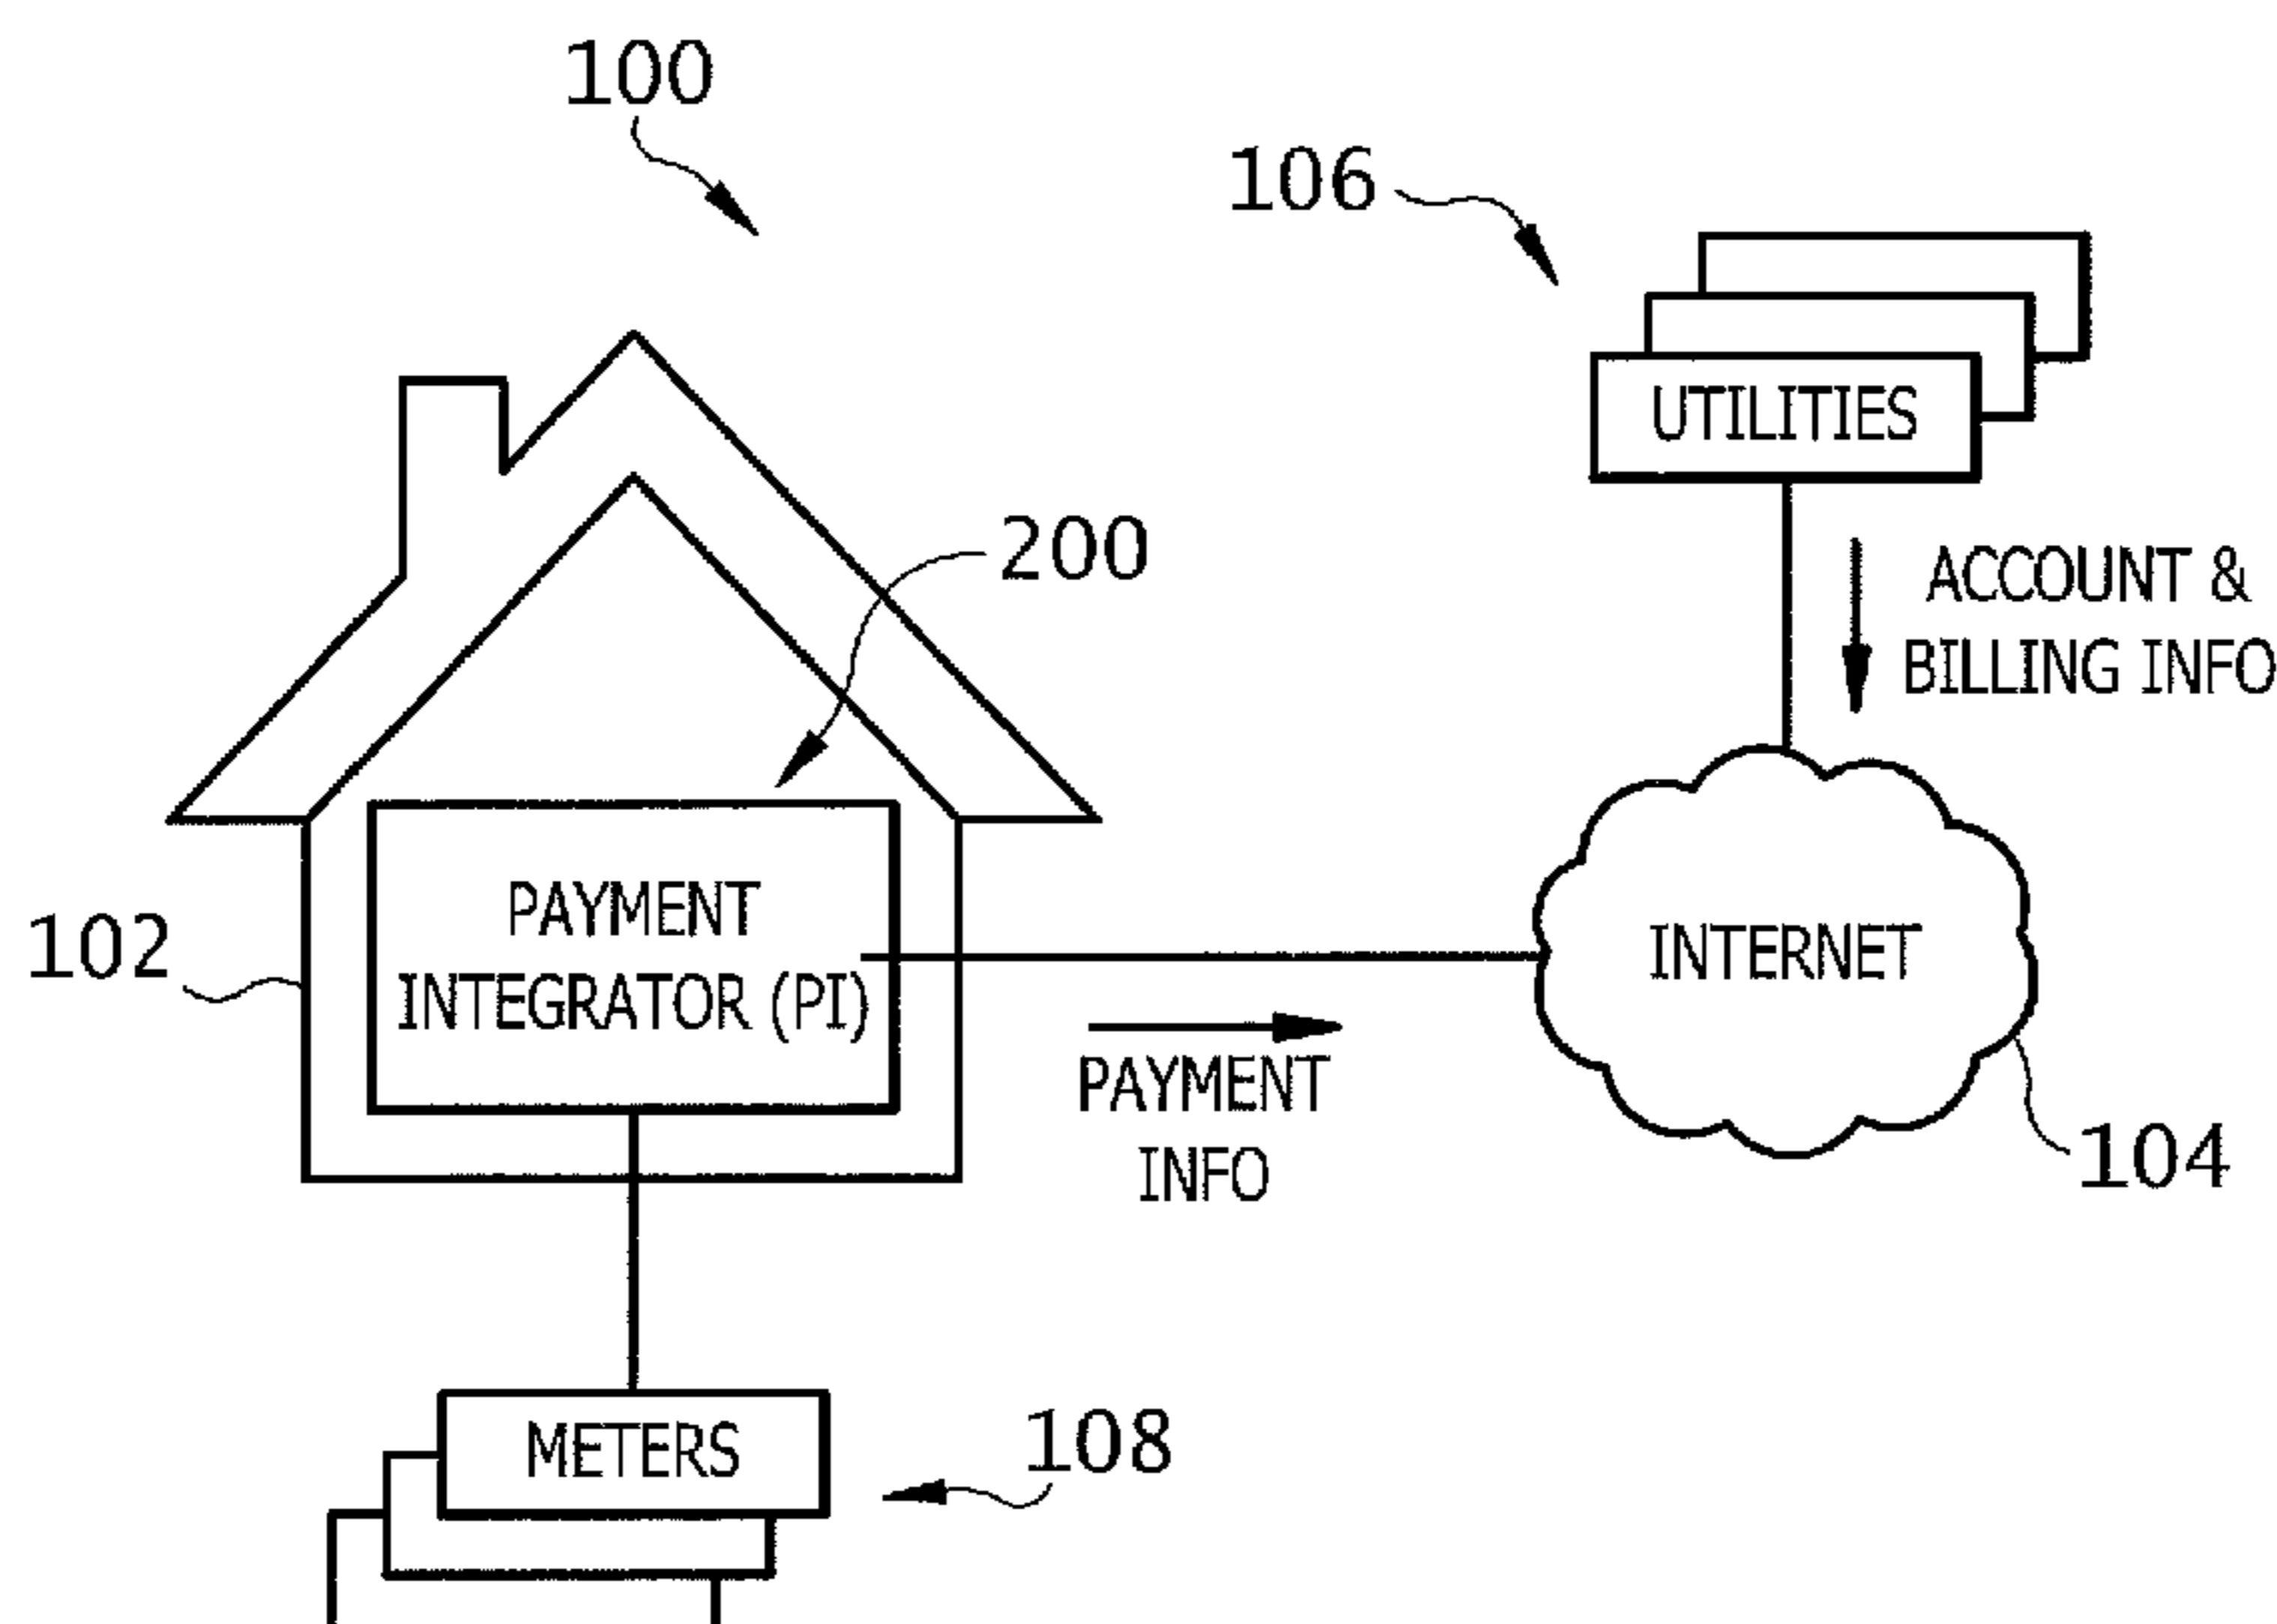 100
106
UTILITIES
200
ACCOUNT &
BILLING INFO
PAYMENT
INTEGRATOR (PI)
102
INTERNET
PAYMENT
INFO
104
METERS
108